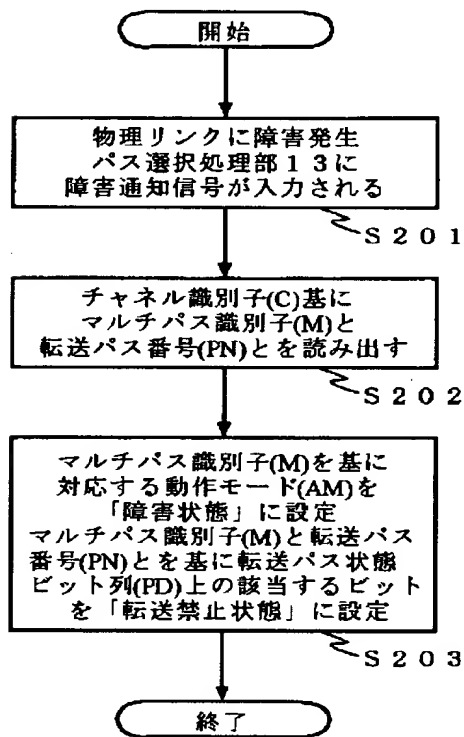 開始
物理リンクに障害発生
パス選択処理部１３に
障害通知信号が入力される
Ｓ２０１
チャネル識別子(C)基に
マルチパス識別子(M)と
転送パス番号(PN)とを読み出す
Ｓ２０２
マルチパス識別子(M)を基に
対応する動作モード(AM)を
「障害状態」に設定
マルチパス識別子(M)と転送パス
番号(PN)とを基に転送パス状態
ビット列(PD)上の該当するビット
を「転送禁止状態」に設定
Ｓ２０３
終了